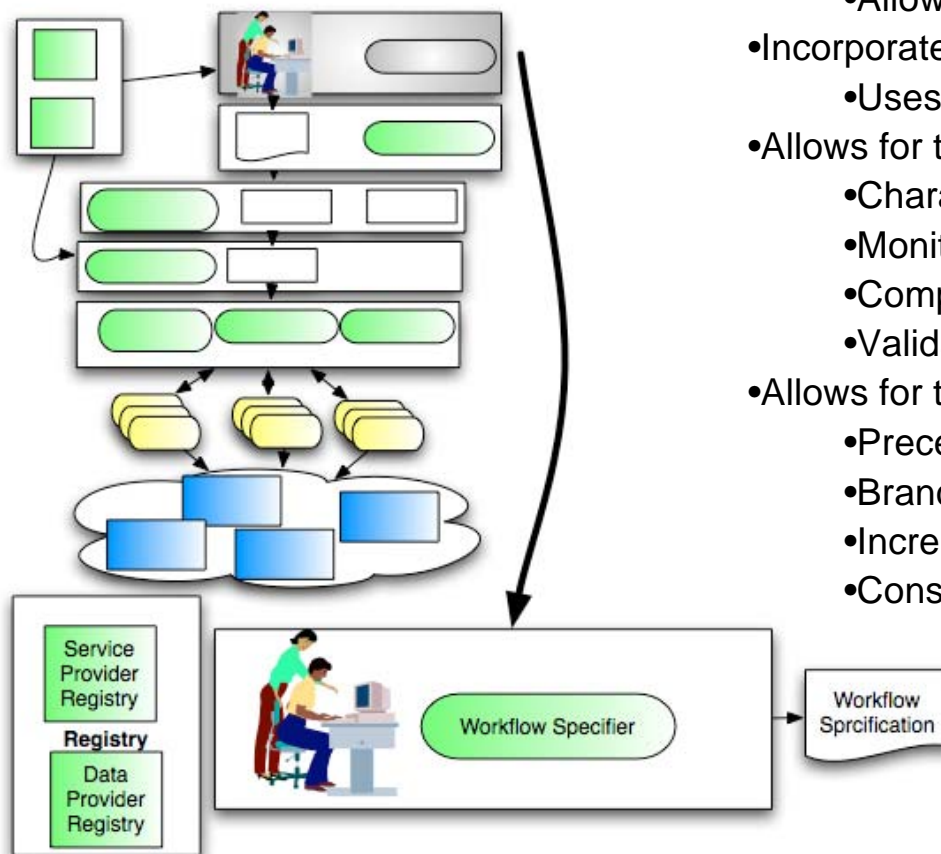 •Allow
•Incorporate
•Uses
•Allows for t
•Chara
•Monit
•Comp
•Valid
•Allows for t
•Prece
•Branc
•Incre
•Cons
Service
Provider
Registry
Registry
Data
Provider
Registry
Workflow Specifier
Workflow
Sprcification